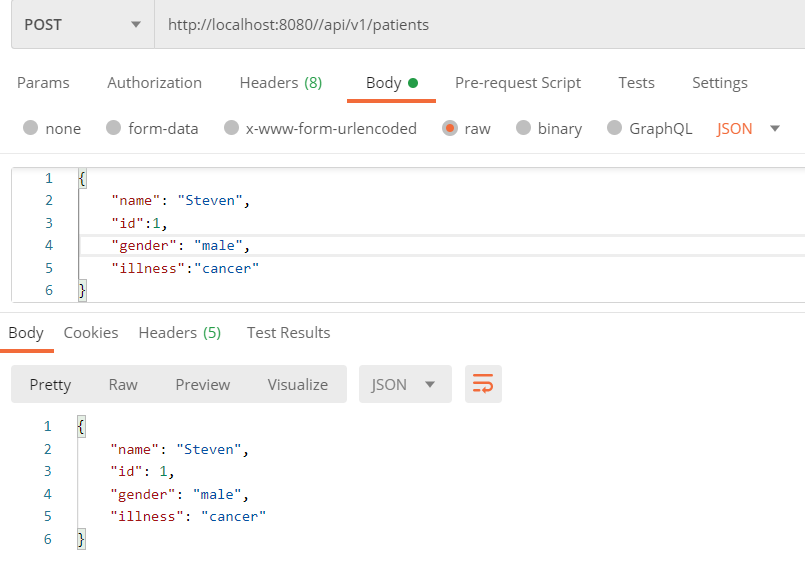 POST http://localhost:8080//api/v1/patients
Params Authorization Headers (8) Body Pre-request Script Tests Settings
none form-data x-www-form-urlencoded raw binary GraphQL JSON
1 {
2 "name": "Steven",
3 "id":1,
4 "gender": "male",
5 "illness":"cancer"
6 }
Body Cookies Headers (5) Test Results
Pretty Raw Preview Visualize JSON
1 {
2 "name": "Steven",
3 "id": 1,
4 "gender": "male",
5 "illness": "cancer"
6 }